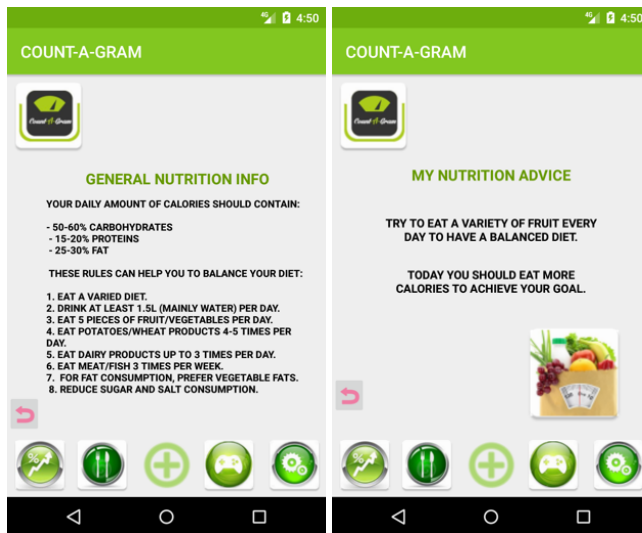 4G 4:50
COUNT-A-GRAM
Count-A-Gram
GENERAL NUTRITION INFO
YOUR DAILY AMOUNT OF CALORIES SHOULD CONTAIN:
- 50-60% CARBOHYDRATES
- 15-20% PROTEINS
- 25-30% FAT
THESE RULES CAN HELP YOU TO BALANCE YOUR DIET:
1. EAT A VARIED DIET.
2. DRINK AT LEAST 1.5L (MAINLY WATER) PER DAY.
3. EAT 5 PIECES OF FRUIT/VEGETABLES PER DAY.
4. EAT POTATOES/WHEAT PRODUCTS 4-5 TIMES PER
DAY.
5. EAT DAIRY PRODUCTS UP TO 3 TIMES PER DAY.
6. EAT MEAT/FISH 3 TIMES PER WEEK.
7. FOR FAT CONSUMPTION, PREFER VEGETABLE FATS.
8. REDUCE SUGAR AND SALT CONSUMPTION.
%
4G 4:50
COUNT-A-GRAM
Count-A-Gram
MY NUTRITION ADVICE
TRY TO EAT A VARIETY OF FRUIT EVERY
DAY TO HAVE A BALANCED DIET.
TODAY YOU SHOULD EAT MORE
CALORIES TO ACHIEVE YOUR GOAL.
%